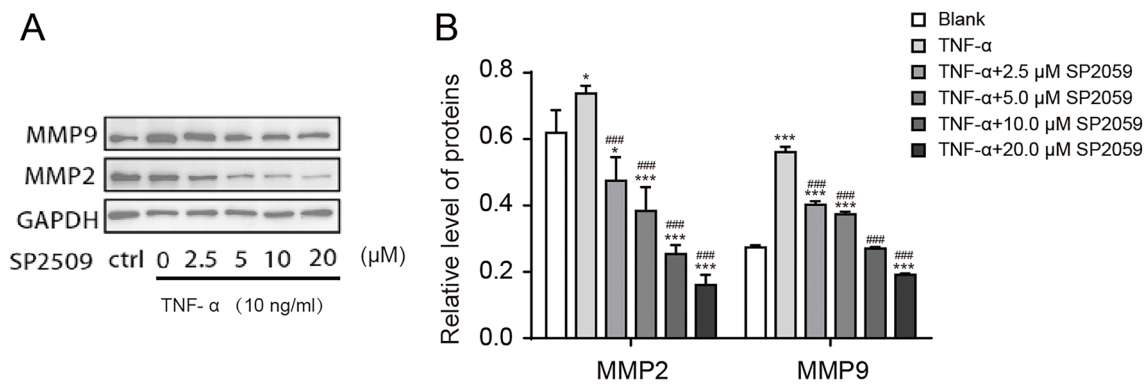 A
MMP9
MMP2
GAPDH
SP2509 ctrl 0 2.5 5 10 20 (μM)
TNF- α (10 ng/ml)
B
Blank
TNF-α
TNF-α+2.5 μM SP2059
TNF-α+5.0 μM SP2059
TNF-α+10.0 μM SP2059
TNF-α+20.0 μM SP2059
Relative level of proteins
0.8
0.6
0.4
0.2
0.0
*
###
*
###
***
###
***
###
***
***
###
***
###
***
###
###
***
MMP2 MMP9